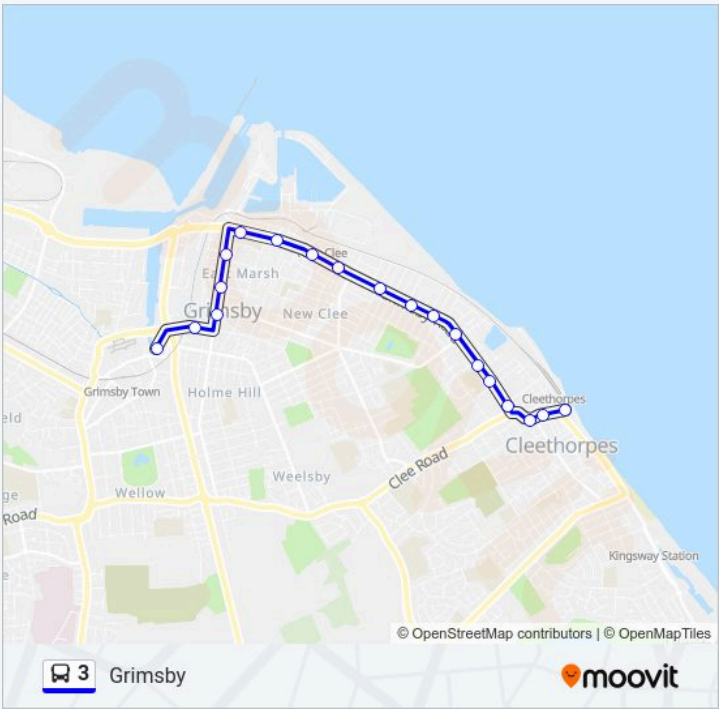 Clee
East Marsh
Grimsby
New Clee
Grimsby Town
Holme Hill
Cleethorpes
eld
Cleethorpes
Clee Road
Weelsby
ge
Wellow
Road
Kingsway Station
e
© OpenStreetMap contributors | © OpenMapTiles
3 Grimsby
moovit